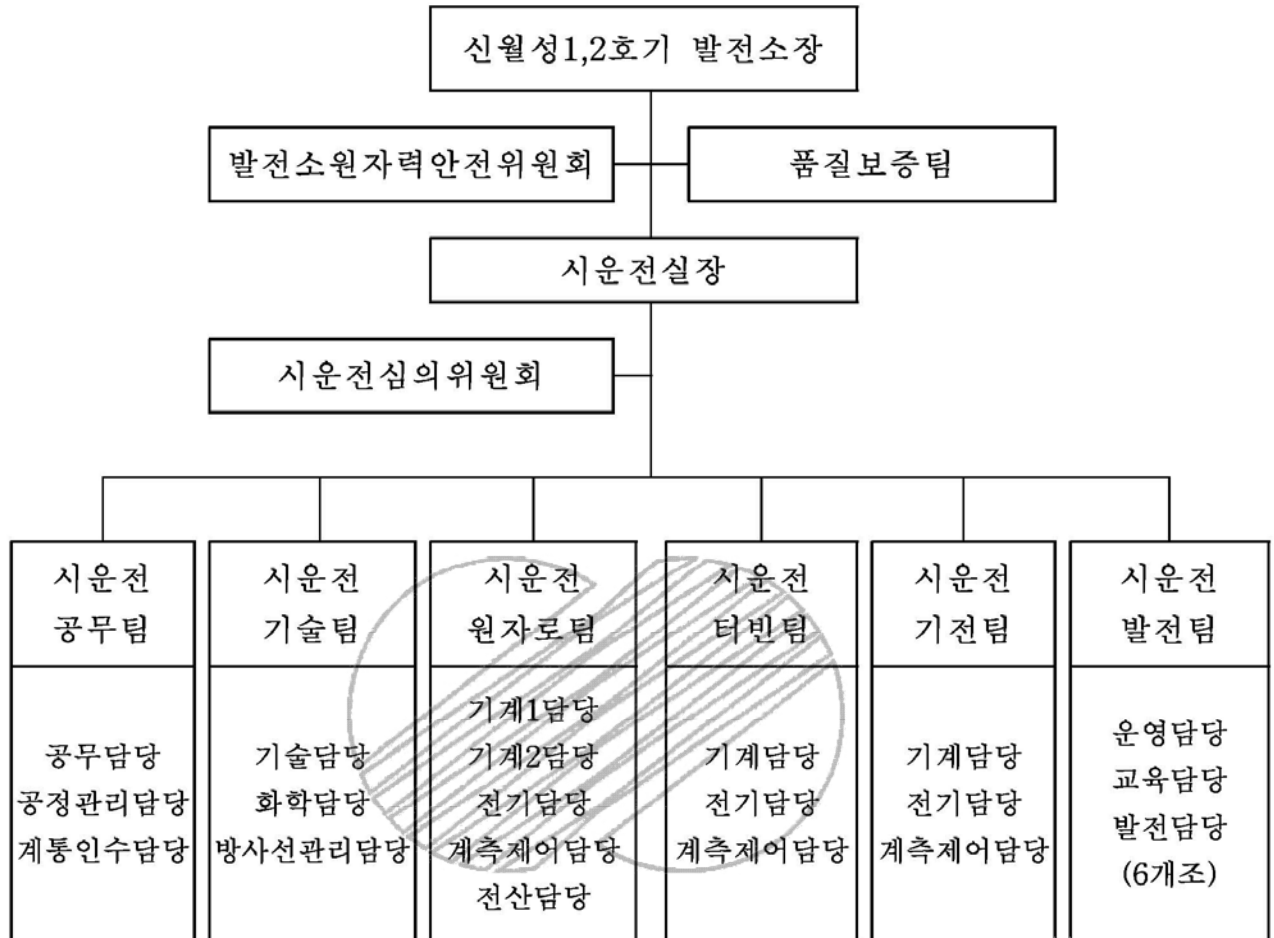 신월성1,2호기 발전소장
발전소원자력안전위원회
품질보증팀
시운전실장
시운전심의위원회
시운전
공무팀
공무담당
공정관리담당
계통인수담당
시운전
기술팀
기술담당
화학담당
방사선관리담당
시운전
원자로팀
기계1담당
기계2담당
전기담당
계측제어담당
전산담당
시운전
터빈팀
기계담당
전기담당
계측제어담당
시운전
기전팀
기계담당
전기담당
계측제어담당
시운전
발전팀
운영담당
교육담당
발전담당
(6개조)